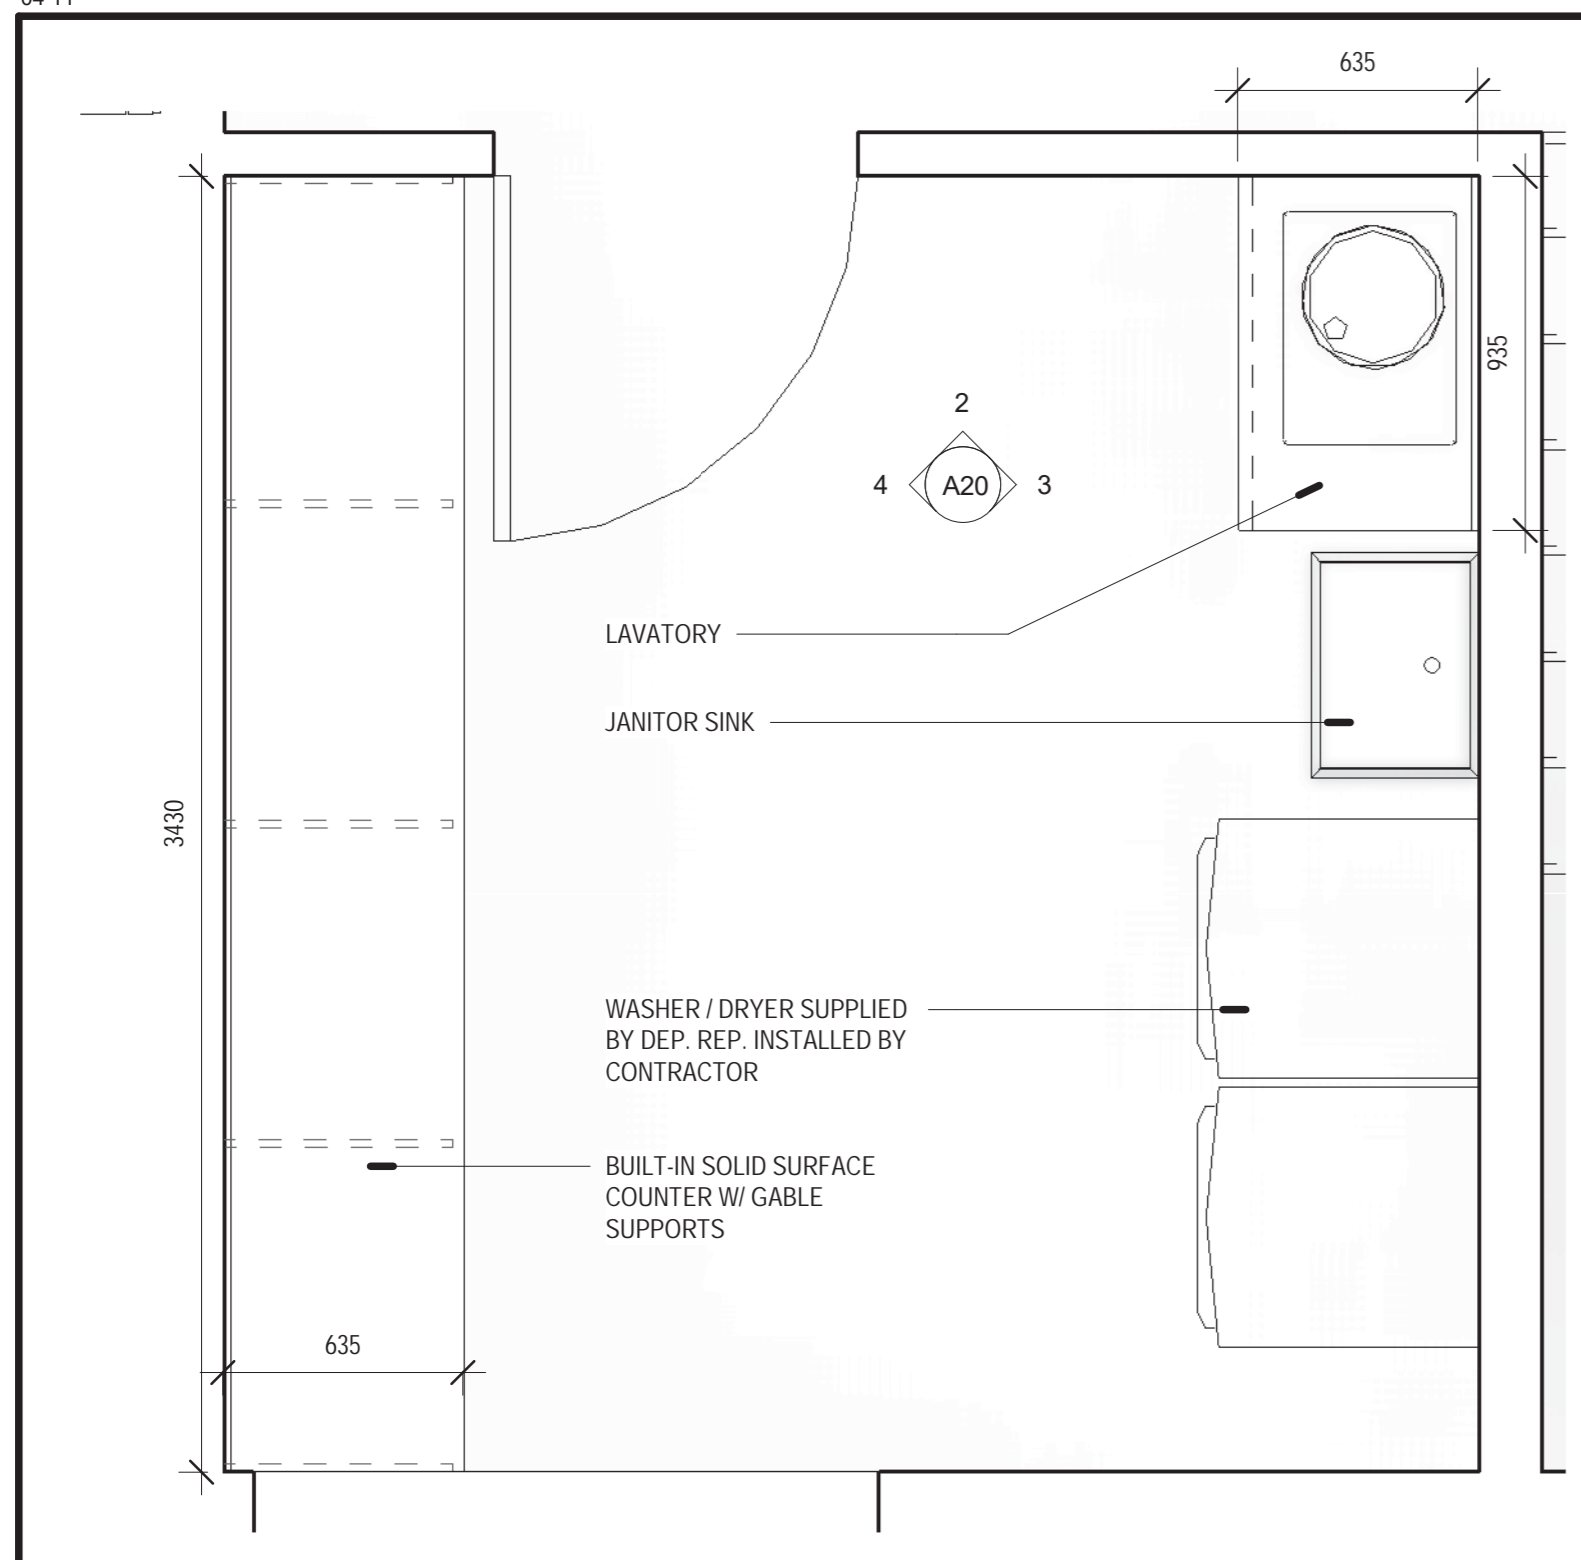 635
935
2
4 A20 3
LAVATORY
JANITOR SINK
3430
WASHER / DRYER SUPPLIED
BY DEP. REP. INSTALLED BY
CONTRACTOR
BUILT-IN SOLID SURFACE
COUNTER W/ GABLE
SUPPORTS
635